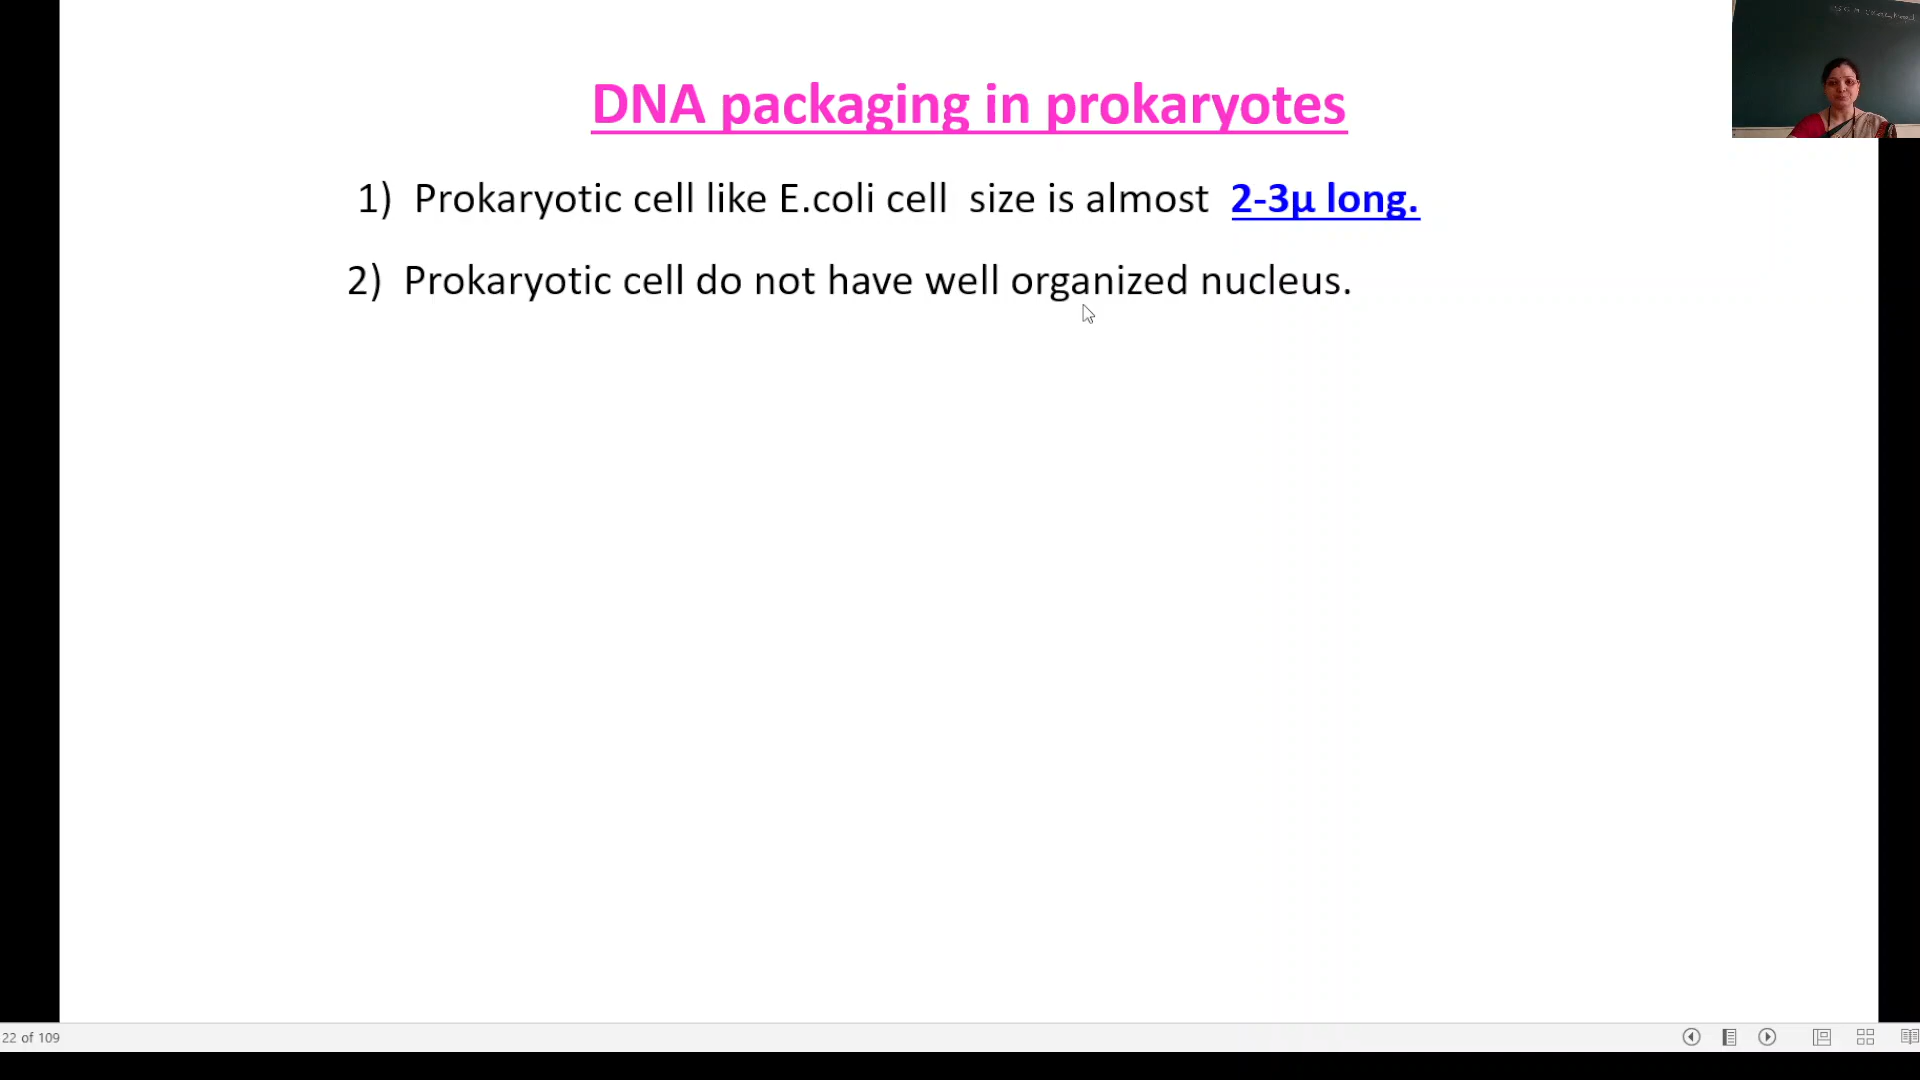 DNA packaging in prokaryotes
1) Prokaryotic cell like E.coli cell size is almost 2-3µ long.
2) Prokaryotic cell do not have well organized nucleus.
22 of 109